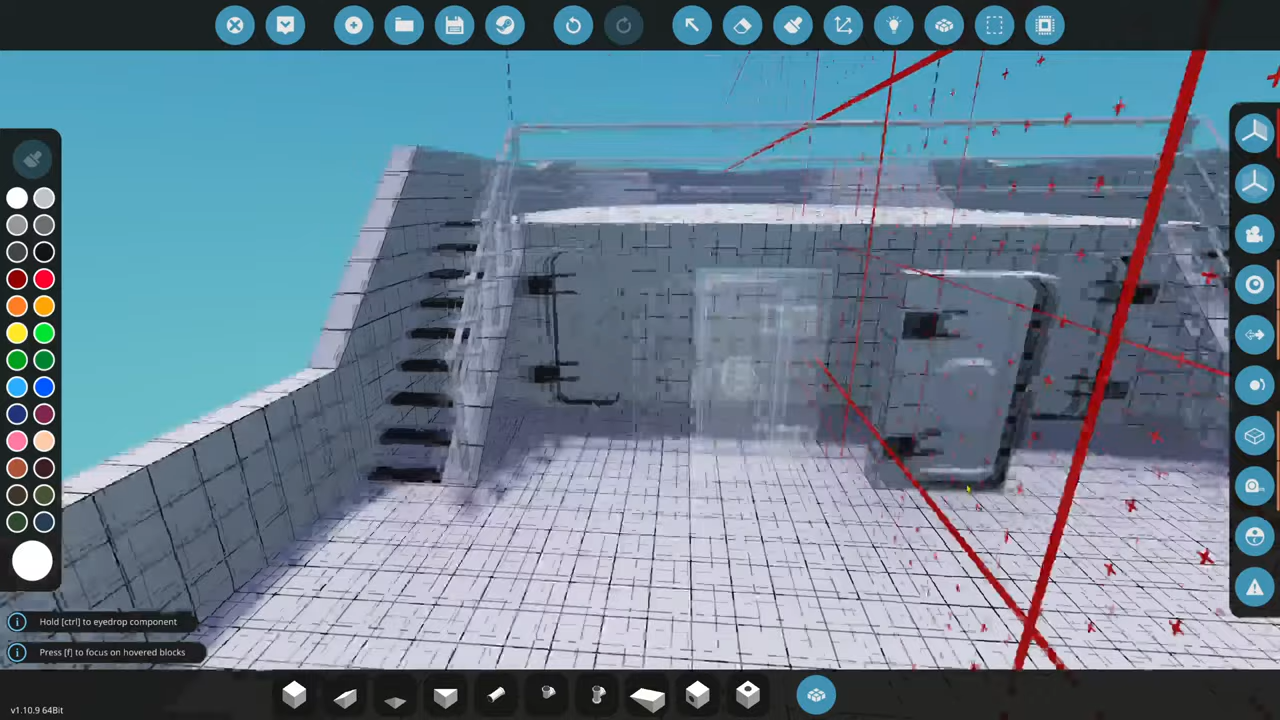 Hold [ctrl] to eyedrop component
Press [f] to focus on hovered blocks
v1.10.9 64Bit